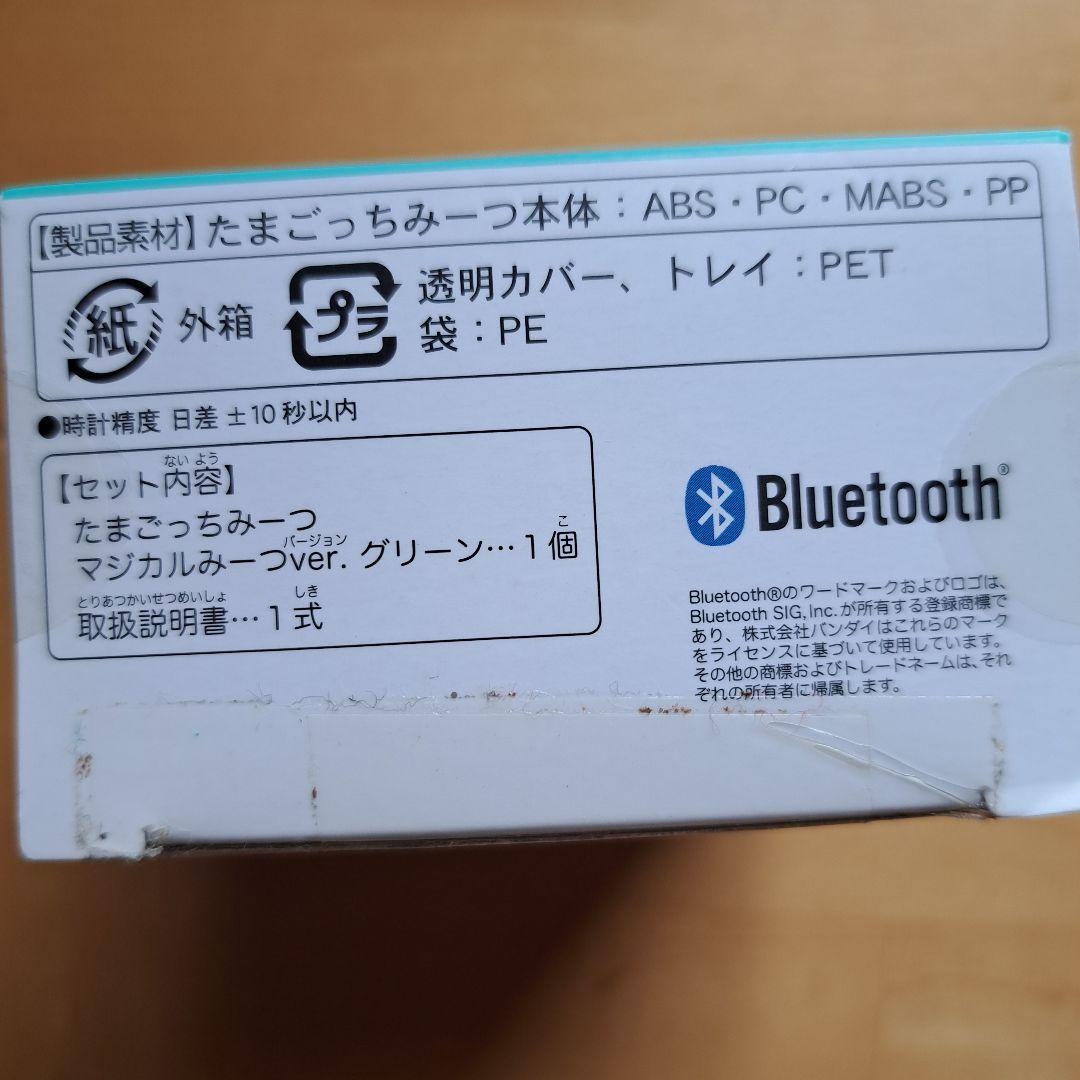 【製品素材】たまごっちみーつ本体：ABS・PC・MABS・PP
紙 外箱 プラ 透明カバー、トレイ：PET
袋：PE
●時計精度 日差 ±10 秒以内
ないよう
【セット内容】
たまごっちみーつ
バージョン こ
マジカルみーつver. グリーン…1個
とりあつかいせつめいしょ しき
取扱説明書…1式
Bluetooth®
Bluetooth®のワードマークおよびロゴは、
Bluetooth SIG, Inc.が所有する登録商標で
あり、株式会社バンダイはこれらのマーク
をライセンスに基づいて使用しています。
その他の商標およびトレードネームは、それ
ぞれの所有者に帰属します。